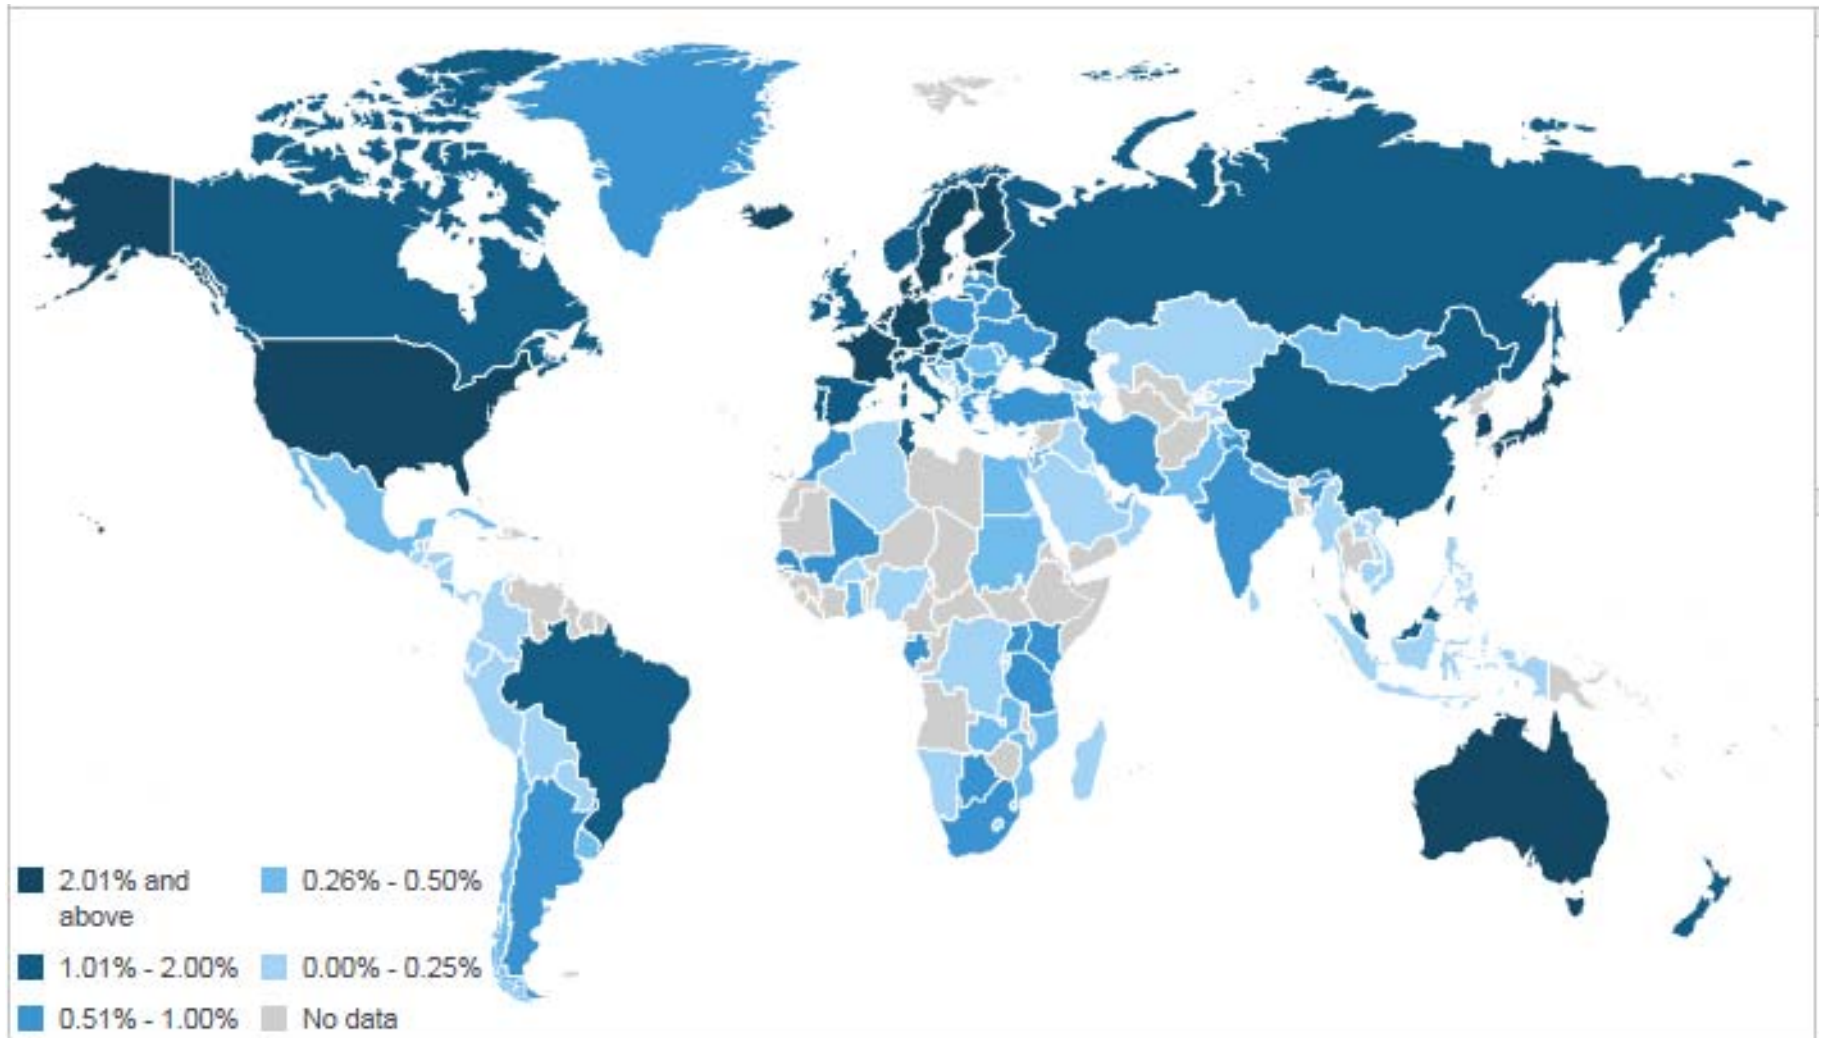 2.01% and
above
1.01% - 2.00%
0.51% - 1.00%
0.26% - 0.50%
0.00% - 0.25%
No data